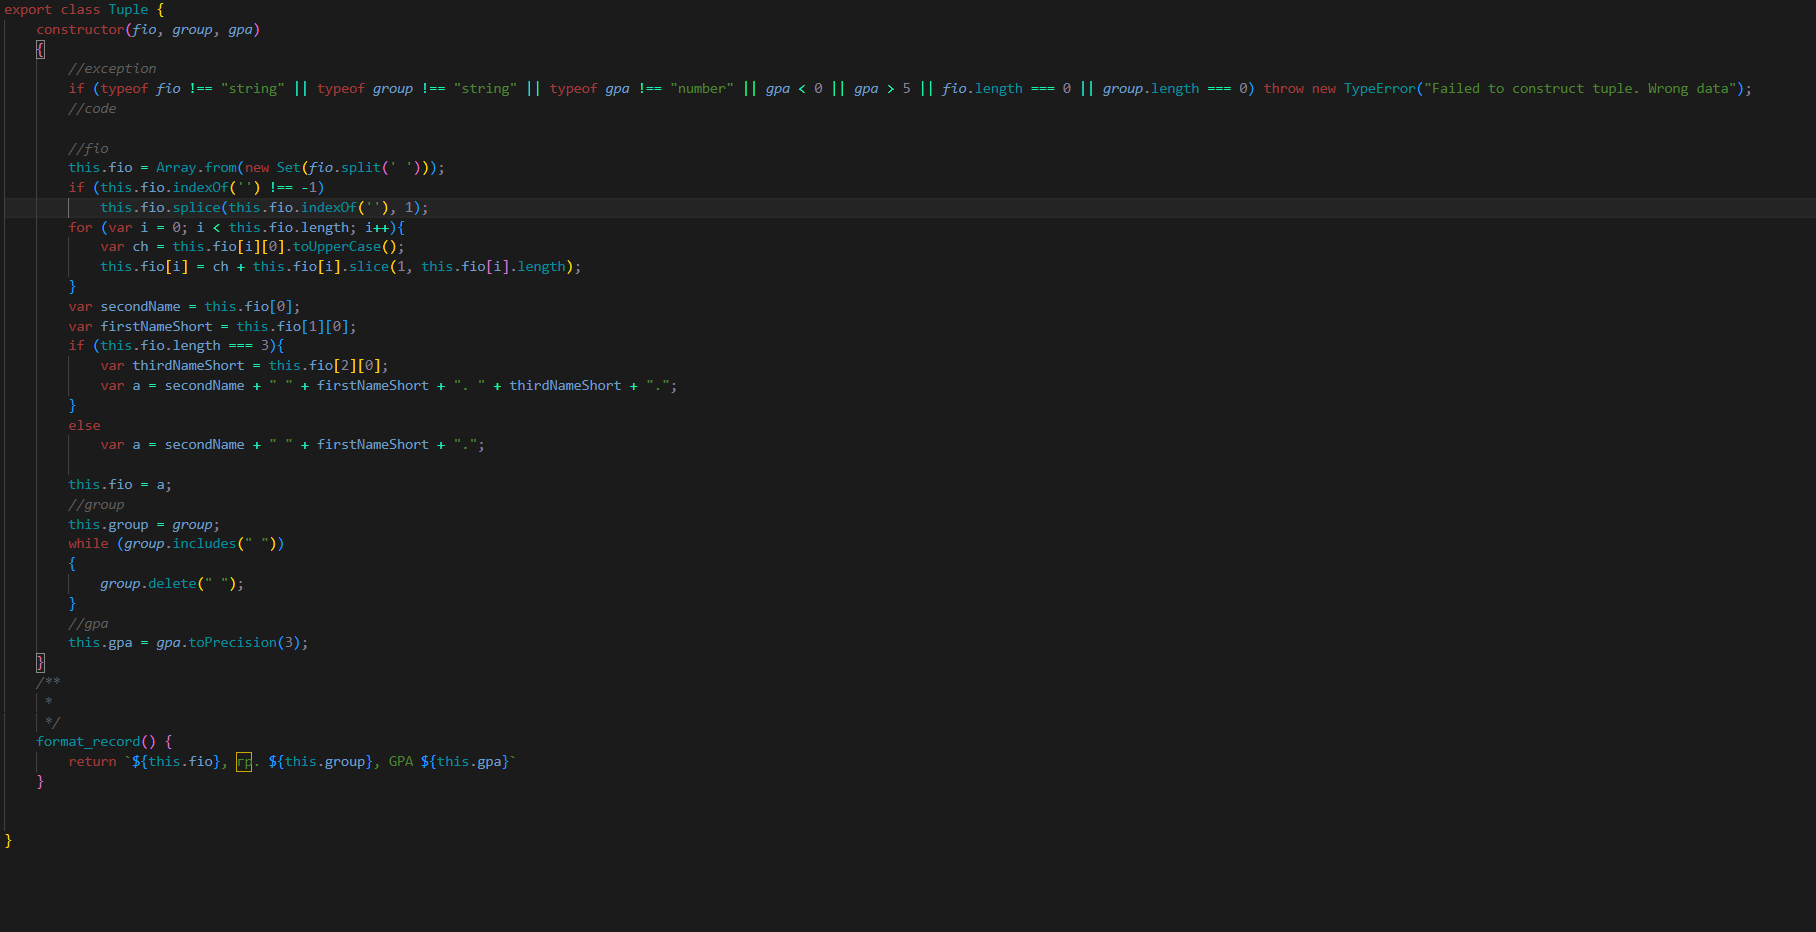 export class Tuple {
    constructor(fio, group, gpa)
    {
        //exception
        if (typeof fio !== "string" || typeof group !== "string" || typeof gpa !== "number" || gpa < 0 || gpa > 5 || fio.length === 0 || group.length === 0) throw new TypeError("Failed to construct tuple. Wrong data");
        //code

        //fio
        this.fio = Array.from(new Set(fio.split(' ')));
        if (this.fio.indexOf('') !== -1)
            this.fio.splice(this.fio.indexOf(''), 1);
        for (var i = 0; i < this.fio.length; i++){
            var ch = this.fio[i][0].toUpperCase();
            this.fio[i] = ch + this.fio[i].slice(1, this.fio[i].length);
        }
        var secondName = this.fio[0];
        var firstNameShort = this.fio[1][0];
        if (this.fio.length === 3){
            var thirdNameShort = this.fio[2][0];
            var a = secondName + " " + firstNameShort + ". " + thirdNameShort + ".";
        }
        else
            var a = secondName + " " + firstNameShort + ".";

        this.fio = a;
        //group
        this.group = group;
        while (group.includes(" "))
        {
            group.delete(" ");
        }
        //gpa
        this.gpa = gpa.toPrecision(3);
    }
    /**
     *
     */
    format_record() {
        return `${this.fio}, гр. ${this.group}, GPA ${this.gpa}`
    }


}